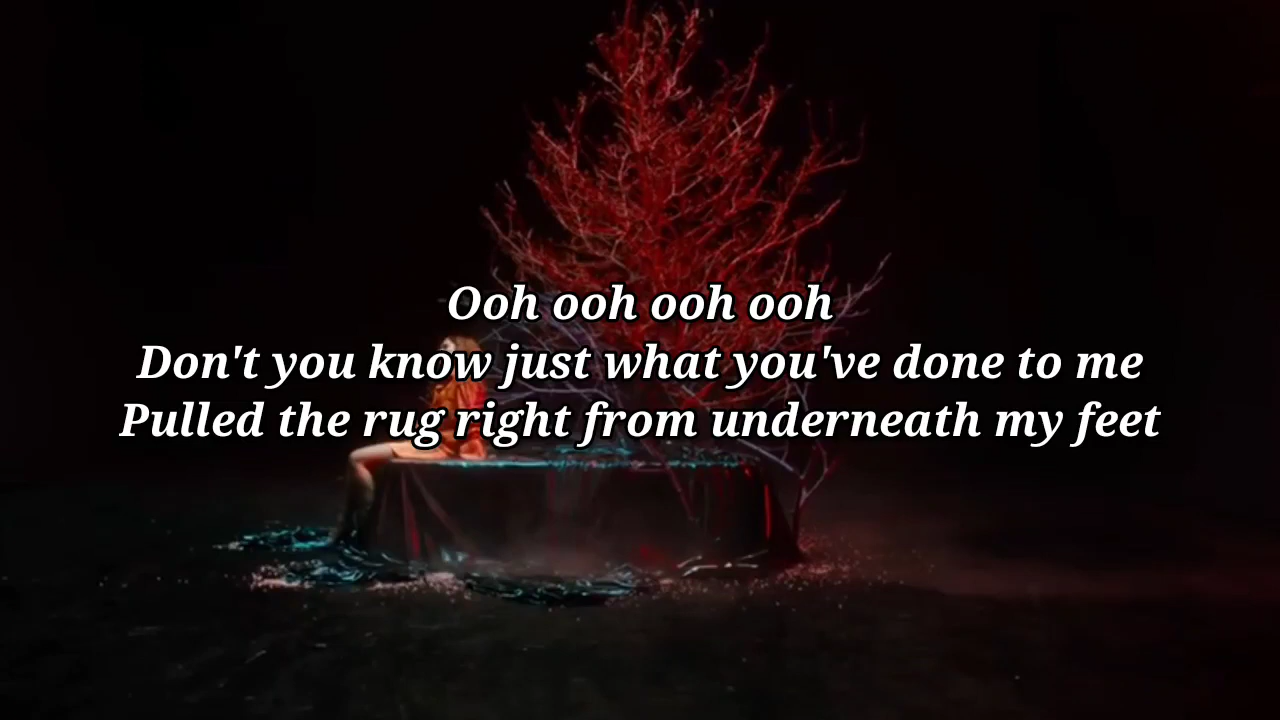 Ooh ooh ooh ooh
Don't you know just what you've done to me
Pulled the rug right from underneath my feet